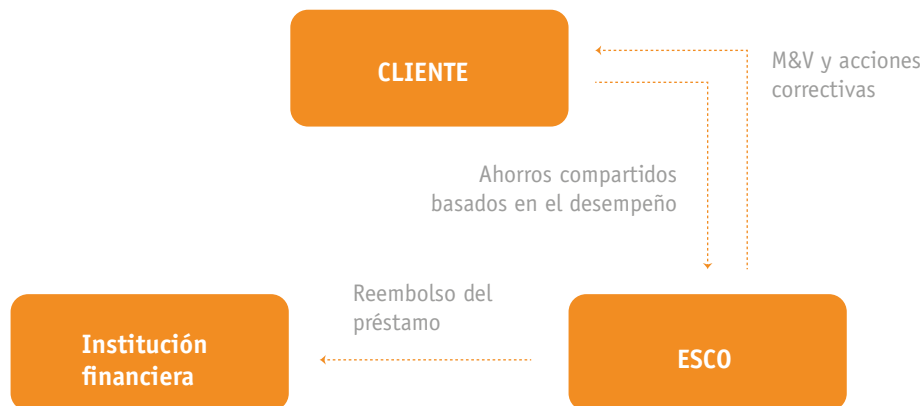 CLIENTE
M&V y acciones
correctivas
Ahorros compartidos
basados en el desempeño
Reembolso del
préstamo
Institución
financiera
ESCO